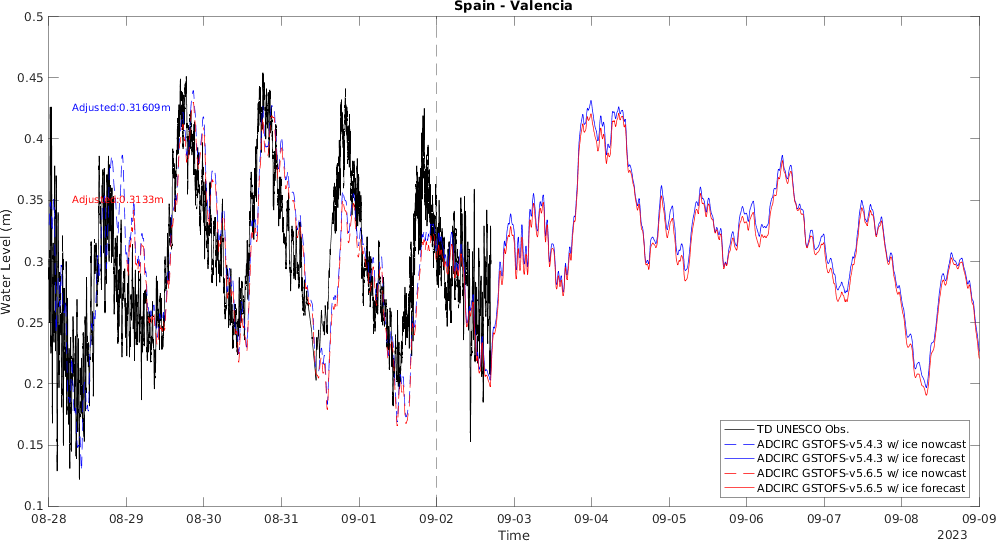 Spain - Valencia
0.5
0.45
0.4
0.35
0.3
0.25
0.2
0.15
0.1
Water Level (m)
Adjusted:0.31609m
Adjusted:0.3133m
TD UNESCO Obs.
ADCIRC GSTOFS-v5.4.3 w/ ice nowcast
ADCIRC GSTOFS-v5.4.3 w/ ice forecast
ADCIRC GSTOFS-v5.6.5 w/ ice nowcast
ADCIRC GSTOFS-v5.6.5 w/ ice forecast
08-28 08-29 08-30 08-31 09-01 09-02 09-03 09-04 09-05 09-06 09-07 09-08 09-09
Time
2023